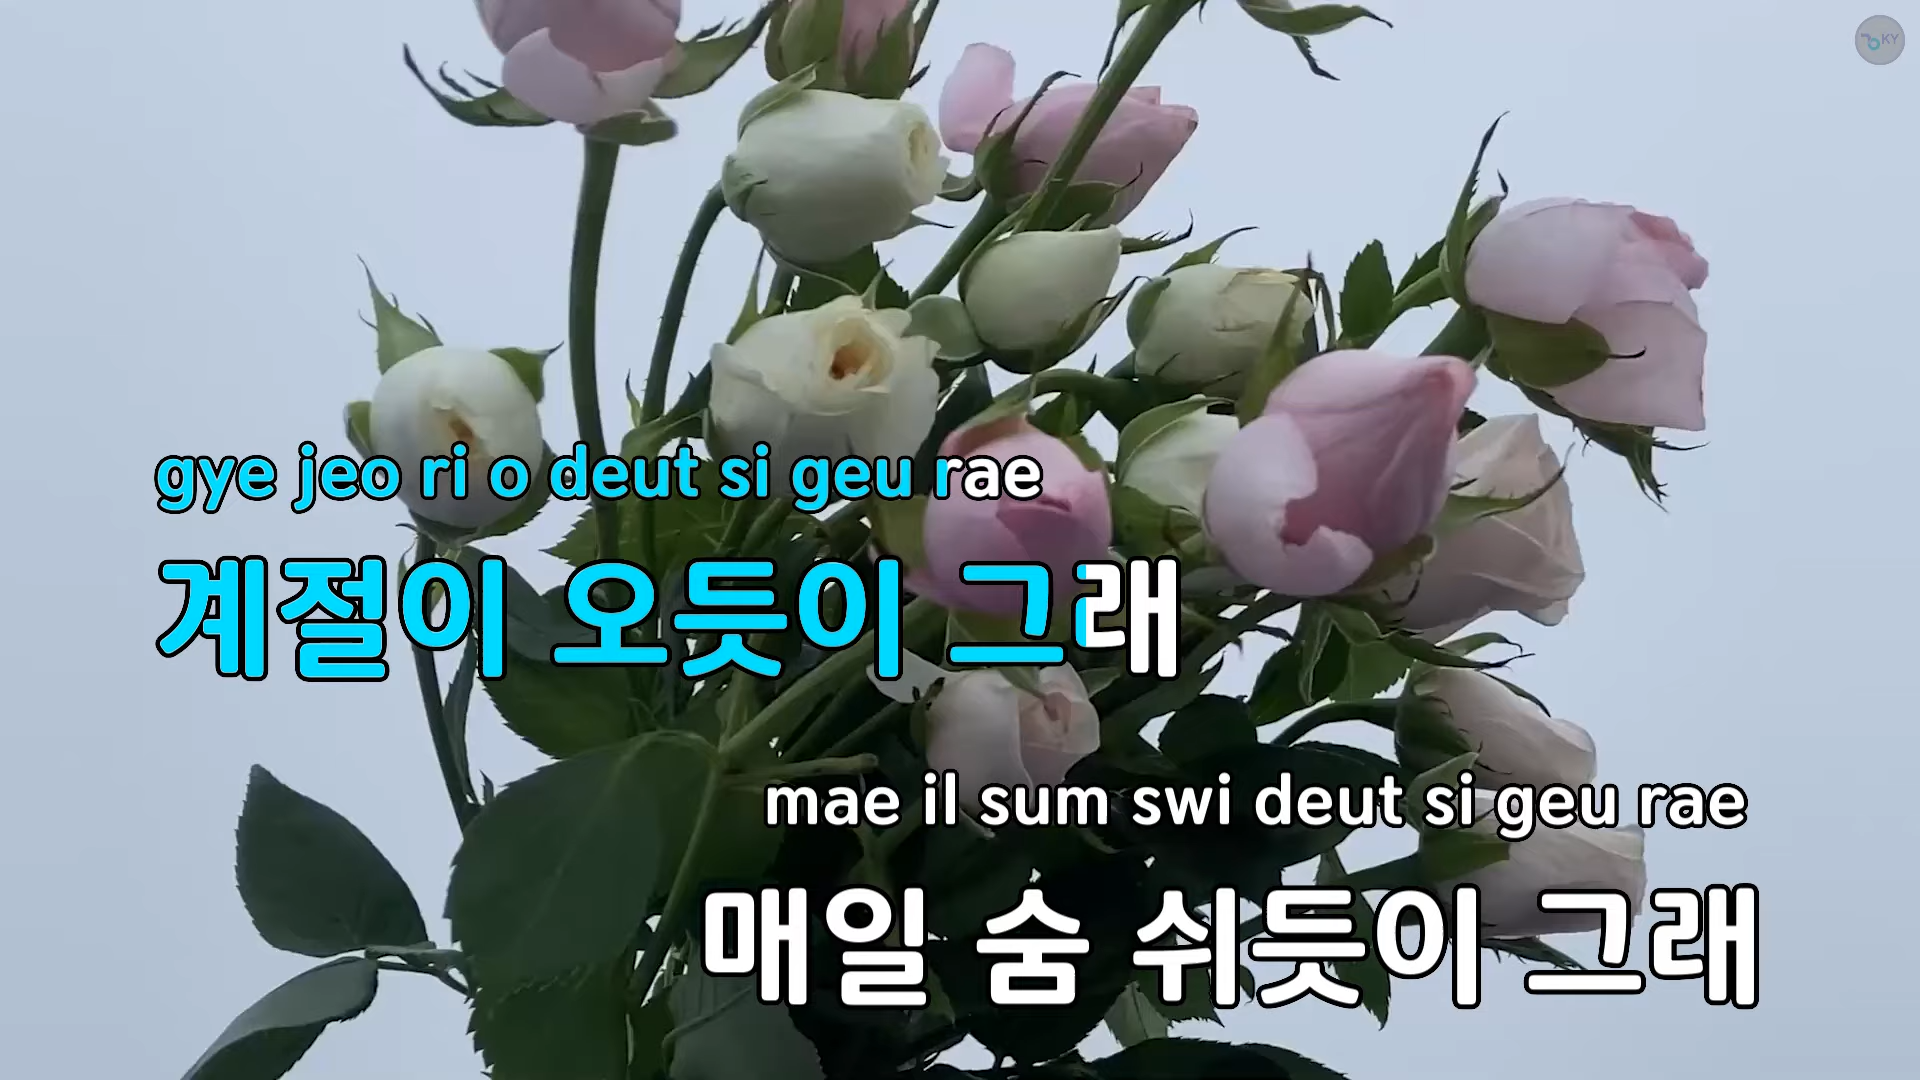 KY
gye jeo ri o deut si geu rae
계절이 오듯이 그래
mae il sum swi deut si geu rae
매일 숨 쉬듯이 그래